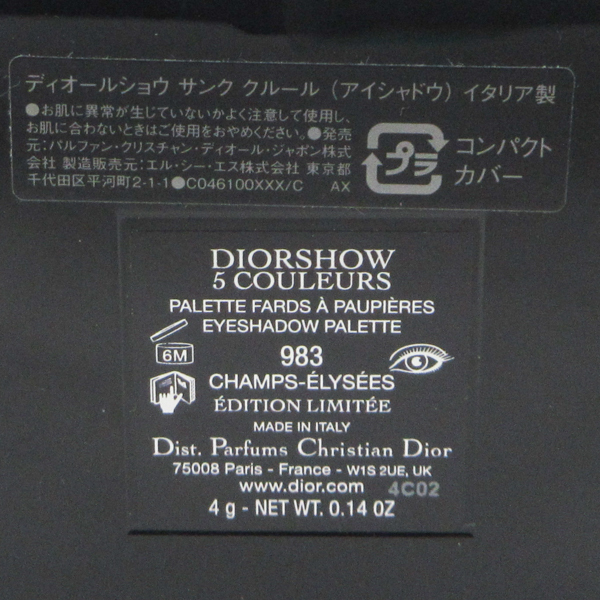 ディオールショウ サンク クルール（アイシャドウ）イタリア製
●お肌に異常が生じていないかよく注意して使用し、
お肌に合わないときはご使用をおやめください。●発売
元：パルファン・クリスチャン・ディオール・ジャポン株式
会社 製造販売元：エル・シー・エス株式会社 東京都
千代田区平河町2-1-1●C046100XXX/C AX
プラ
コンパクト
カバー
DIORSHOW
5 COULEURS
PALETTE FARDS À PAUPIÈRES
EYESHADOW PALETTE
6M
983
CHAMPS-ÉLYSÉES
ÉDITION LIMITÉE
MADE IN ITALY
Dist. Parfums Christian Dior
75008 Paris - France - W1S 2UE, UK
www.dior.com 4C02
4 g - NET WT. 0.14 OZ